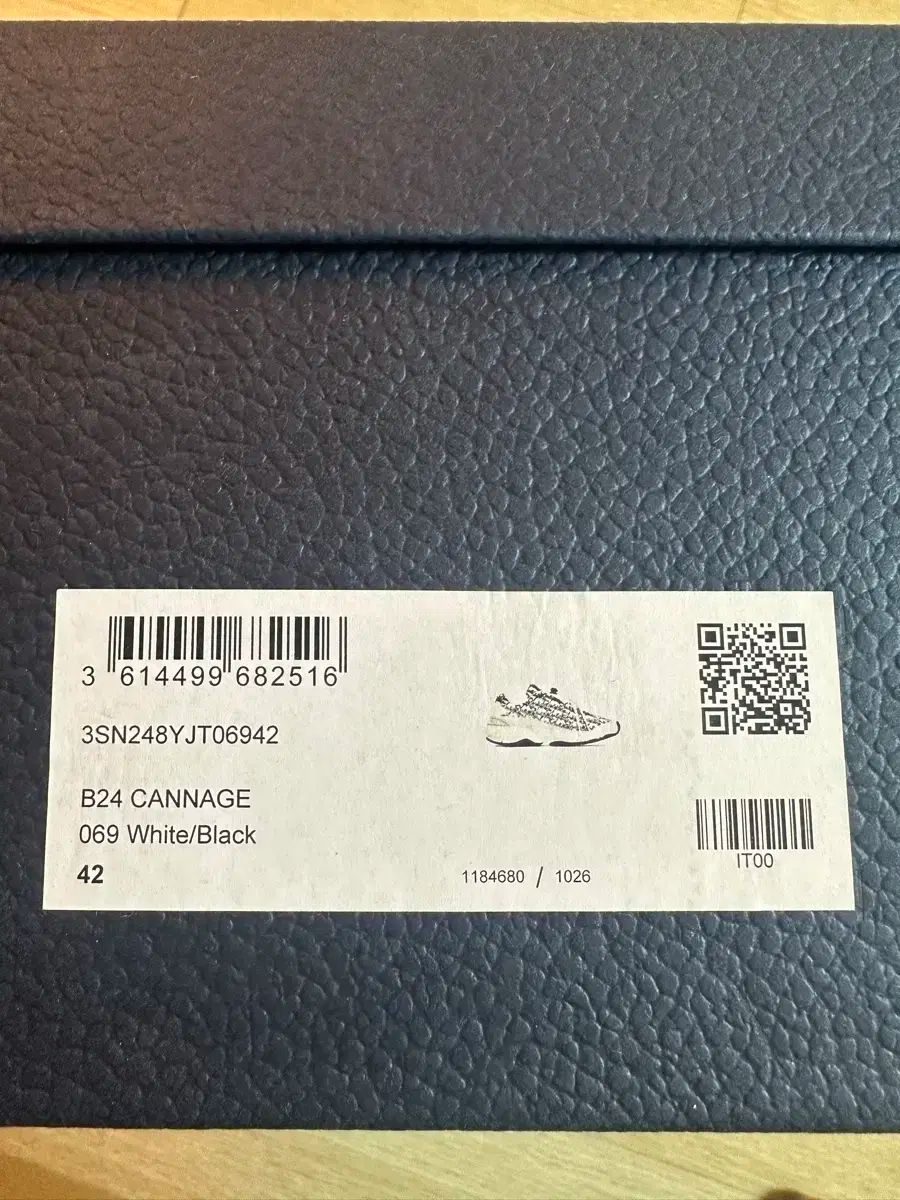 3 614499 682516
3SN248YJT06942
B24 CANNAGE
069 White/Black
42
1184680 / 1026
IT00